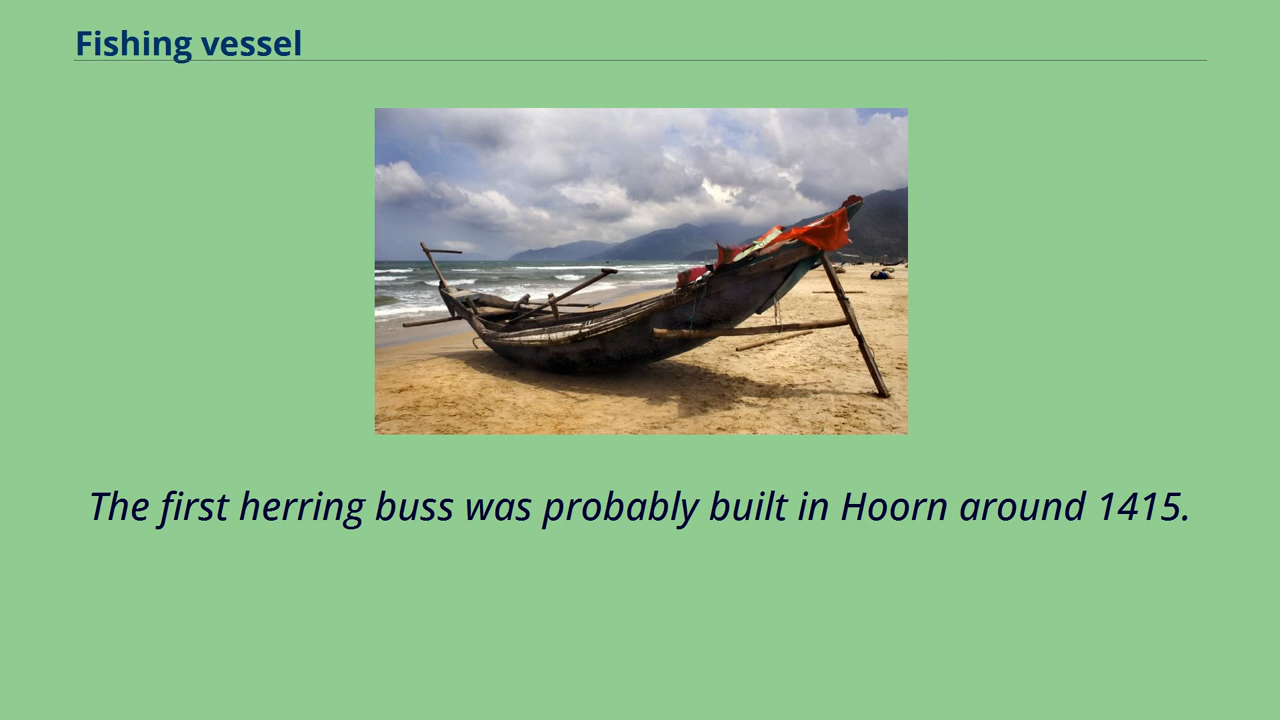 Fishing vessel
The first herring buss was probably built in Hoorn around 1415.